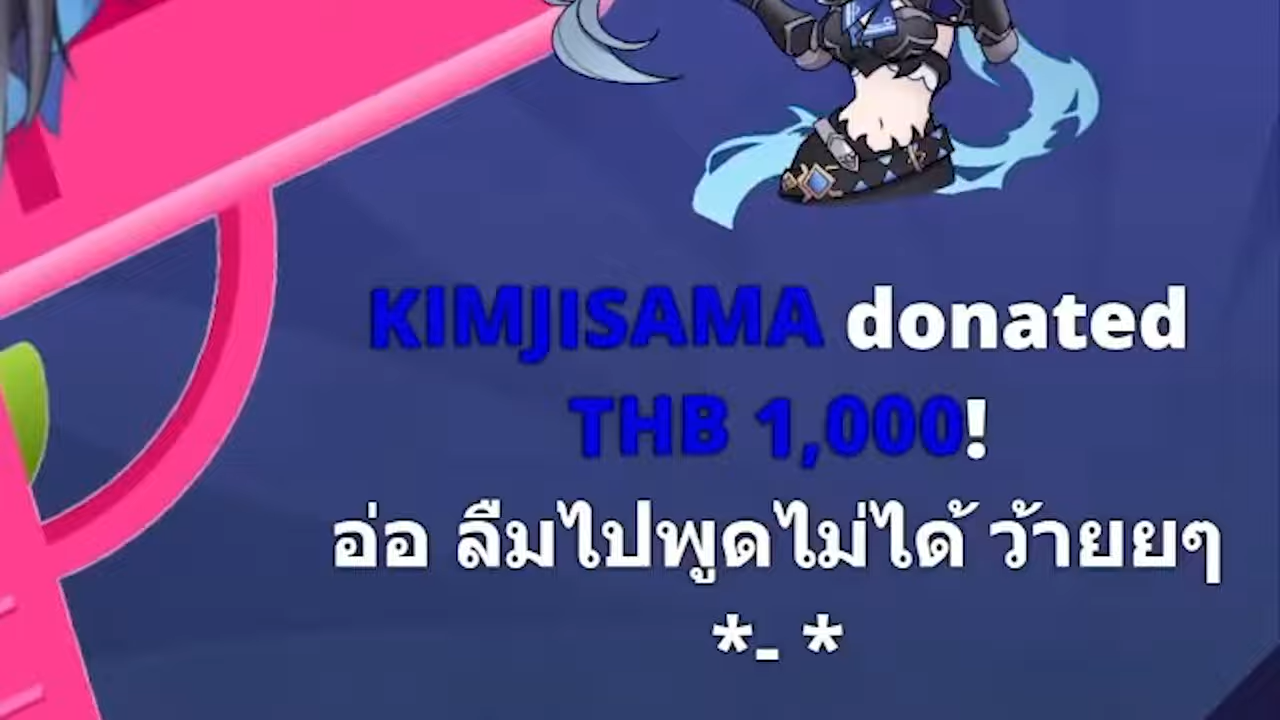 KIMJISAMA donated
THB 1,000!
อ่อ ลืมไปพูดไม่ได้ ว้ายยๆ
*- *